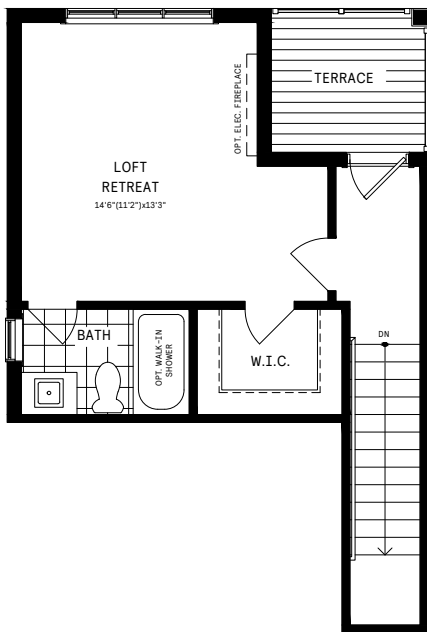 TERRACE
OPT. ELEC. FIREPLACE
LOFT
RETREAT
14'6"(11'2")x13'3"
DN
BATH
OPT. WALK-IN
SHOWER
W.I.C.